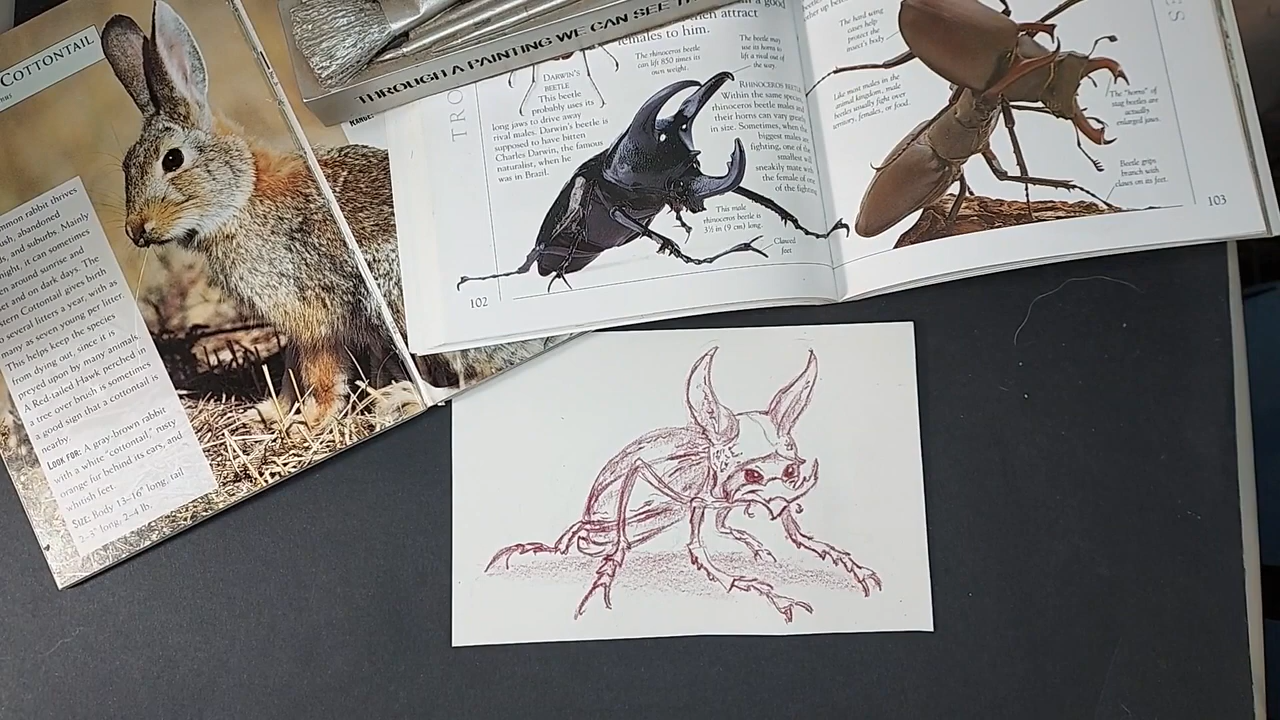 COTTONTAIL
mmon rabbit thrives
ush, abandoned
ds, and suburbs. Mainly
night, it can sometimes
en around sunrise and
set and on dark days. The
stern Cottontail gives birth
o several litters a year, with as
many as seven young per litter.
This helps keep the species
from dying out, since it is
preyed upon by many animals.
A Red-tailed Hawk perched in
a tree over brush is sometimes
a good sign that a cottontail is
nearby.
LOOK FOR: A gray-brown rabbit
with a white "cottontail," rusty
orange fur behind its ears, and
whitish feet.
SIZE: Body 13–16" long, tail
2–3" long; 2–4 lb.
THROUGH A PAINTING WE CAN SEE TH
RANGE:
TRO
a good
hen attract
females to him.
DARWIN'S
BEETLE
This beetle
probably uses its
long jaws to drive away
rival males. Darwin's beetle is
supposed to have bitten
Charles Darwin, the famous
naturalist, when he
was in Brazil.
The rhinoceros beetle
can lift 850 times its
own weight.
The beetle may
use its horns to
lift a rival out of
the way.
RHINOCEROS BEETLE
Within the same species
rhinoceros beetle males
their horns can vary greatly
in size. Sometimes, when the
biggest males are
fighting, one of the
smallest will
sneakily mate with
the female of one
of the fighting
This male
rhinoceros beetle is
3½ in (9 cm) long.
Clawed
feet
102
The hard wing
cases help
protect the
insect's body
Like most males in the
animal kingdom, male
beetles usually fight over
territory, females, or food.
The "horns" of
stag beetles are
actually
enlarged jaws.
Beetle grips
branch with
claws on its feet.
103